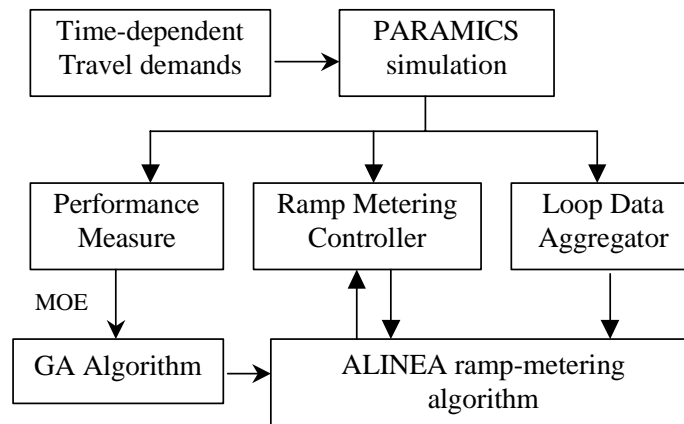 Time-dependent
Travel demands
PARAMICS
simulation
Performance
Measure
Ramp Metering
Controller
Loop Data
Aggregator
MOE
GA Algorithm
ALINEA ramp-metering
algorithm